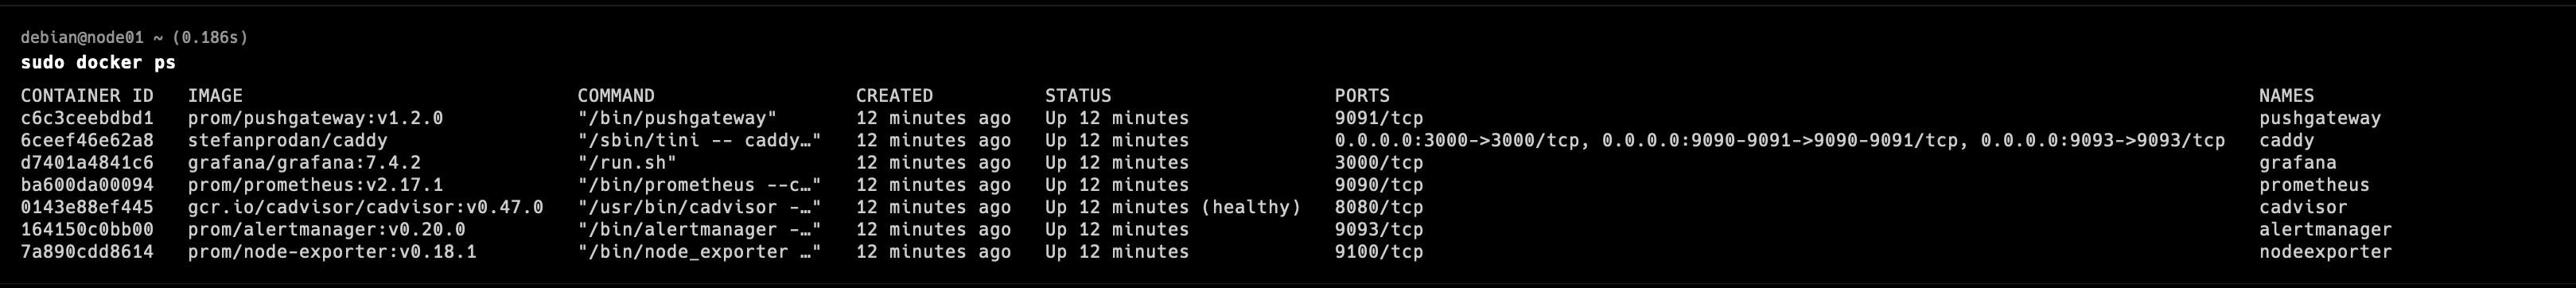 debian@node01 ~ (0.186s)
sudo docker ps
CONTAINER ID   IMAGE                              COMMAND                  CREATED          STATUS                    PORTS                                                                            NAMES
c6c3ceebdbd1   prom/pushgateway:v1.2.0            "/bin/pushgateway"       12 minutes ago   Up 12 minutes             9091/tcp                                                                         pushgateway
6ceef46e62a8   stefanprodan/caddy                 "/sbin/tini -- caddy…"   12 minutes ago   Up 12 minutes             0.0.0.0:3000->3000/tcp, 0.0.0.0:9090-9091->9090-9091/tcp, 0.0.0.0:9093->9093/tcp   caddy
d7401a4841c6   grafana/grafana:7.4.2              "/run.sh"                12 minutes ago   Up 12 minutes             3000/tcp                                                                         grafana
ba600da00094   prom/prometheus:v2.17.1            "/bin/prometheus --c…"   12 minutes ago   Up 12 minutes             9090/tcp                                                                         prometheus
0143e88ef445   gcr.io/cadvisor/cadvisor:v0.47.0   "/usr/bin/cadvisor -…"   12 minutes ago   Up 12 minutes (healthy)   8080/tcp                                                                         cadvisor
164150c0bb00   prom/alertmanager:v0.20.0          "/bin/alertmanager -…"   12 minutes ago   Up 12 minutes             9093/tcp                                                                         alertmanager
7a890cdd8614   prom/node-exporter:v0.18.1         "/bin/node_exporter …"   12 minutes ago   Up 12 minutes             9100/tcp                                                                         nodeexporter